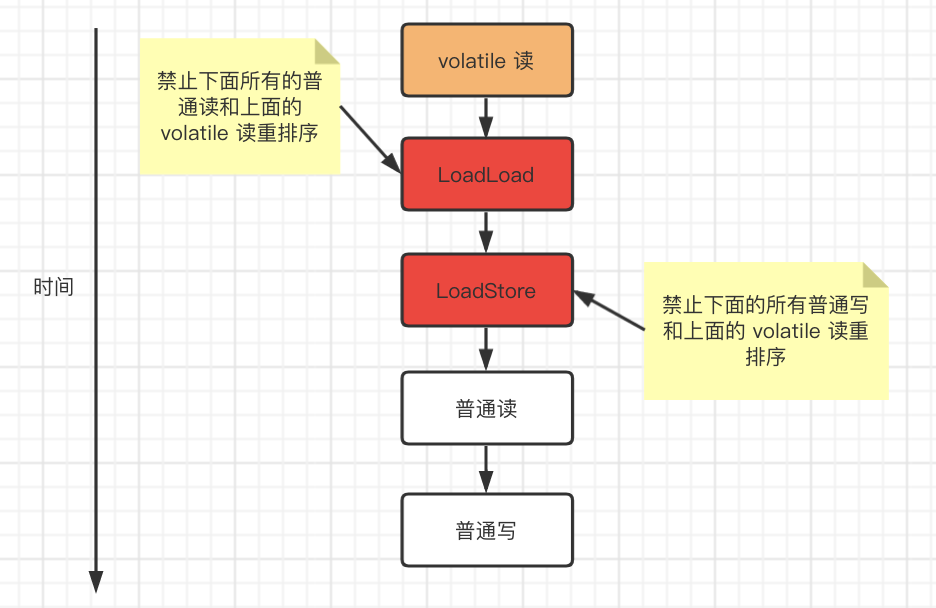 volatile 读
禁止下面所有的普
通读和上面的
volatile 读重排序
LoadLoad
时间
LoadStore
禁止下面的所有普通写
和上面的 volatile 读重
排序
普通读
普通写